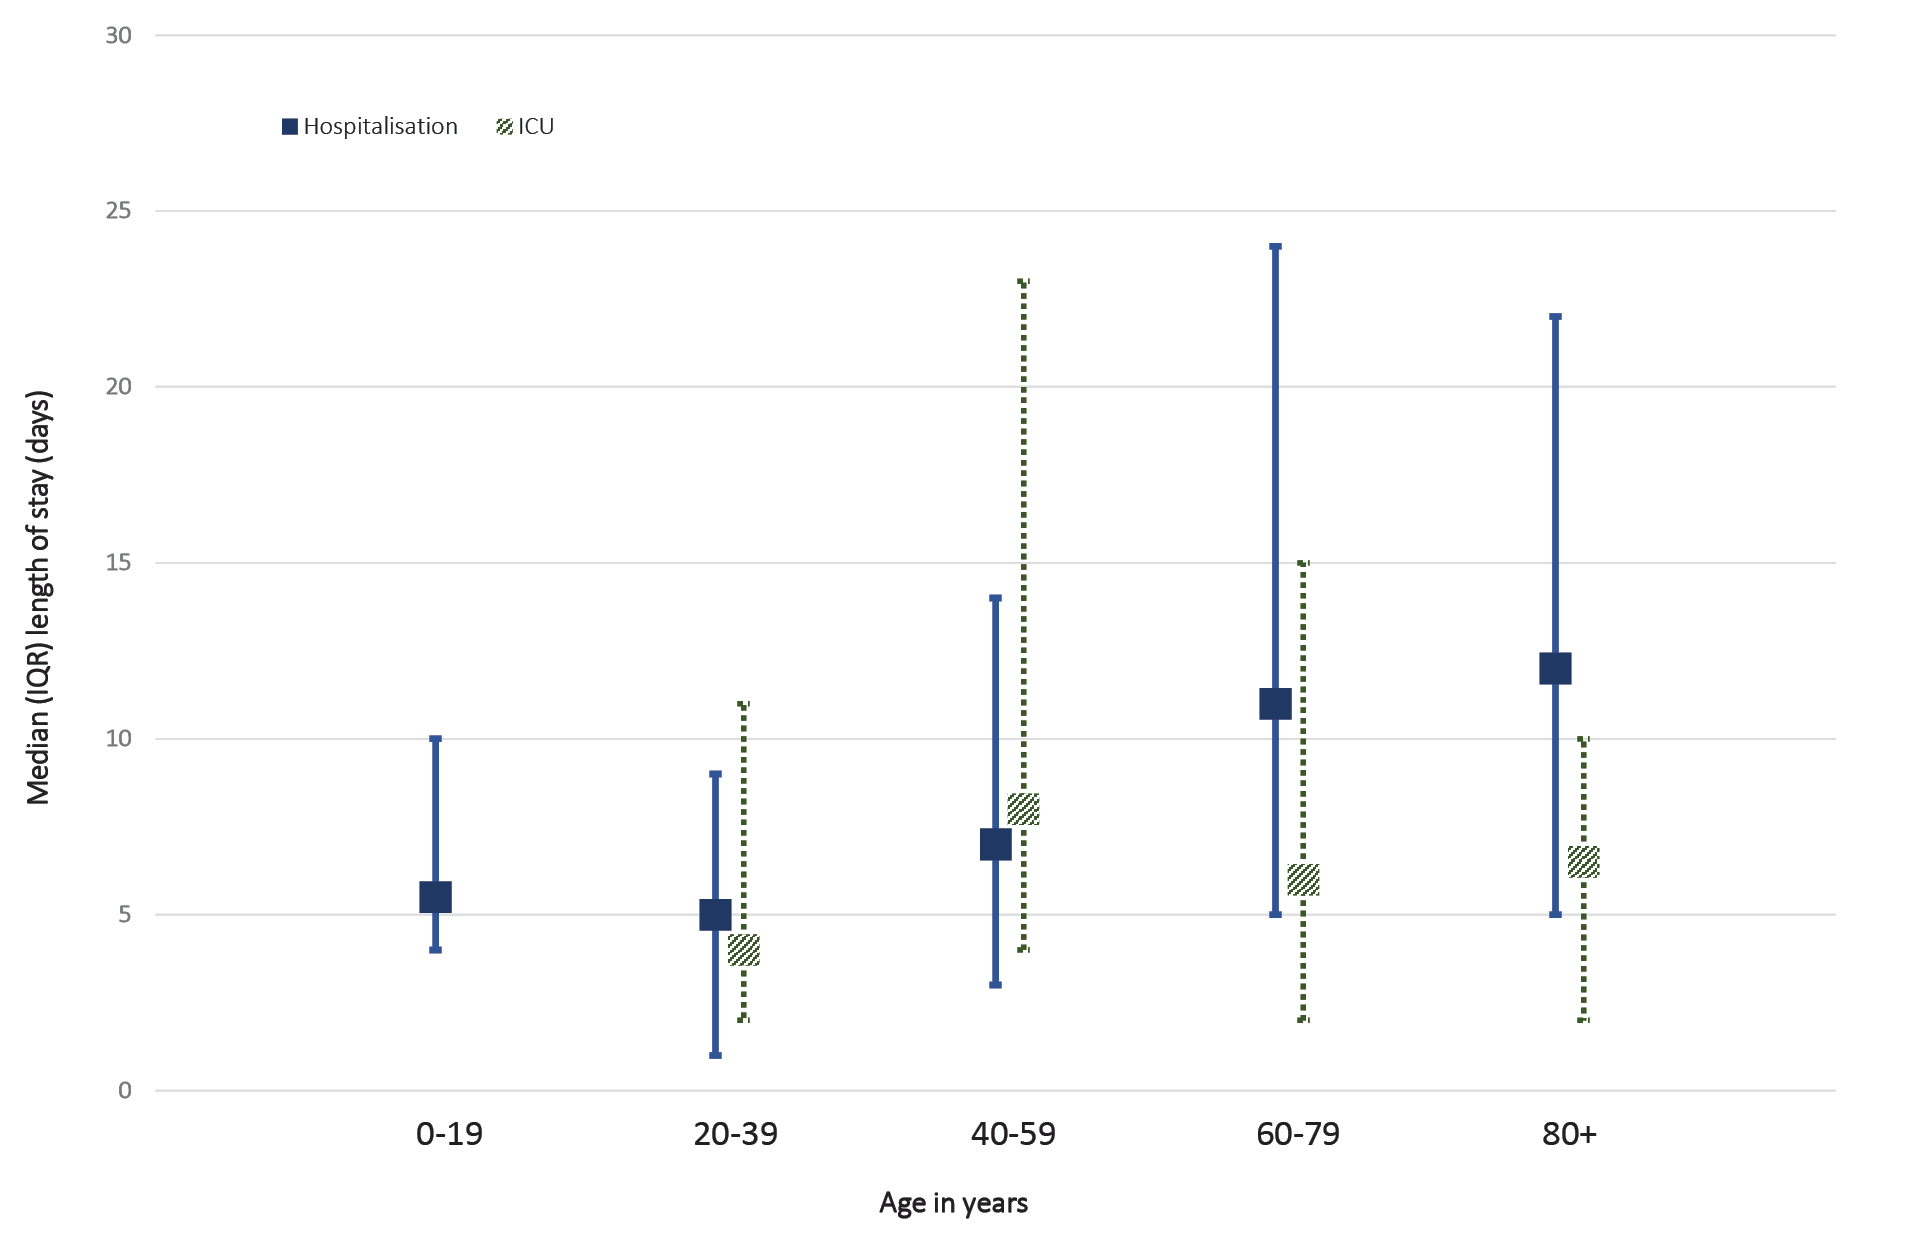 30
Hospitalisation ICU
25
20
15
10
5
0
Median (IQR) length of stay (days)
0-19 20-39 40-59 60-79 80+
Age in years